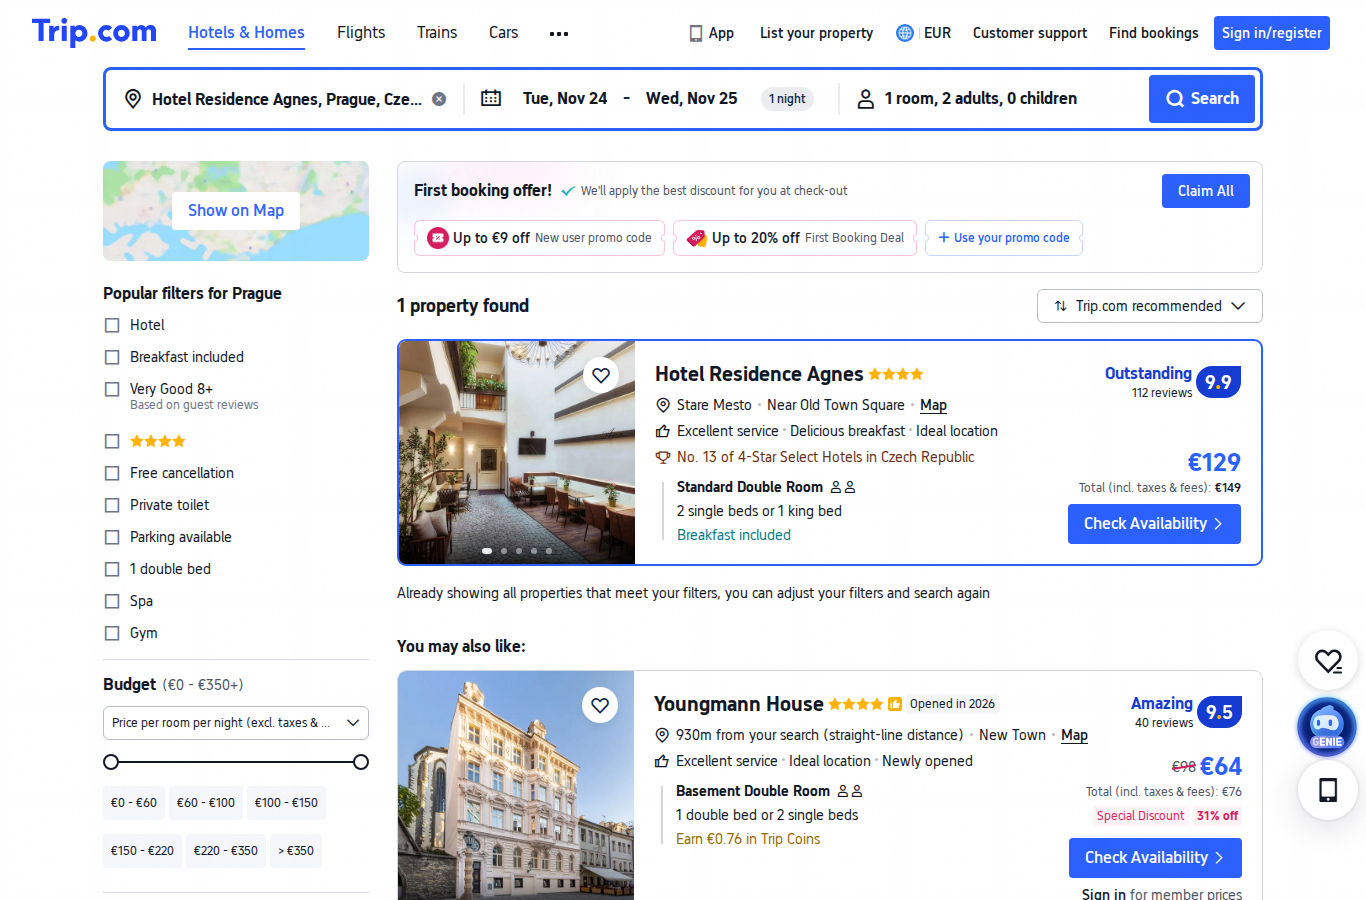 Trip.com
Hotels & Homes
Flights
Trains
Cars
App
List your property
EUR
Customer support
Find bookings
Sign in/register
Hotel Residence Agnes, Prague, Cze...
Tue, Nov 24 - Wed, Nov 25
1 night
1 room, 2 adults, 0 children
Search
Show on Map
Popular filters for Prague
Hotel
Breakfast included
Very Good 8+
Based on guest reviews
Free cancellation
Private toilet
Parking available
1 double bed
Spa
Gym
Budget (€0 - €350+)
Price per room per night (excl. taxes & ...
€0 - €60
€60 - €100
€100 - €150
€150 - €220
€220 - €350
> €350
First booking offer! We'll apply the best discount for you at check-out
Claim All
Up to €9 off New user promo code
Up to 20% off First Booking Deal
+ Use your promo code
1 property found
Trip.com recommended
Hotel Residence Agnes
Stare Mesto · Near Old Town Square · Map
Excellent service · Delicious breakfast · Ideal location
No. 13 of 4-Star Select Hotels in Czech Republic
Standard Double Room
2 single beds or 1 king bed
Breakfast included
Outstanding
112 reviews
9.9
€129
Total (incl. taxes & fees): €149
Check Availability
Already showing all properties that meet your filters, you can adjust your filters and search again
You may also like:
Youngmann House
Opened in 2026
930m from your search (straight-line distance) · New Town · Map
Excellent service · Ideal location · Newly opened
Basement Double Room
1 double bed or 2 single beds
Earn €0.76 in Trip Coins
Amazing
40 reviews
9.5
€98 €64
Total (incl. taxes & fees): €76
Special Discount 31% off
Check Availability
Sign in for member prices
GENIE